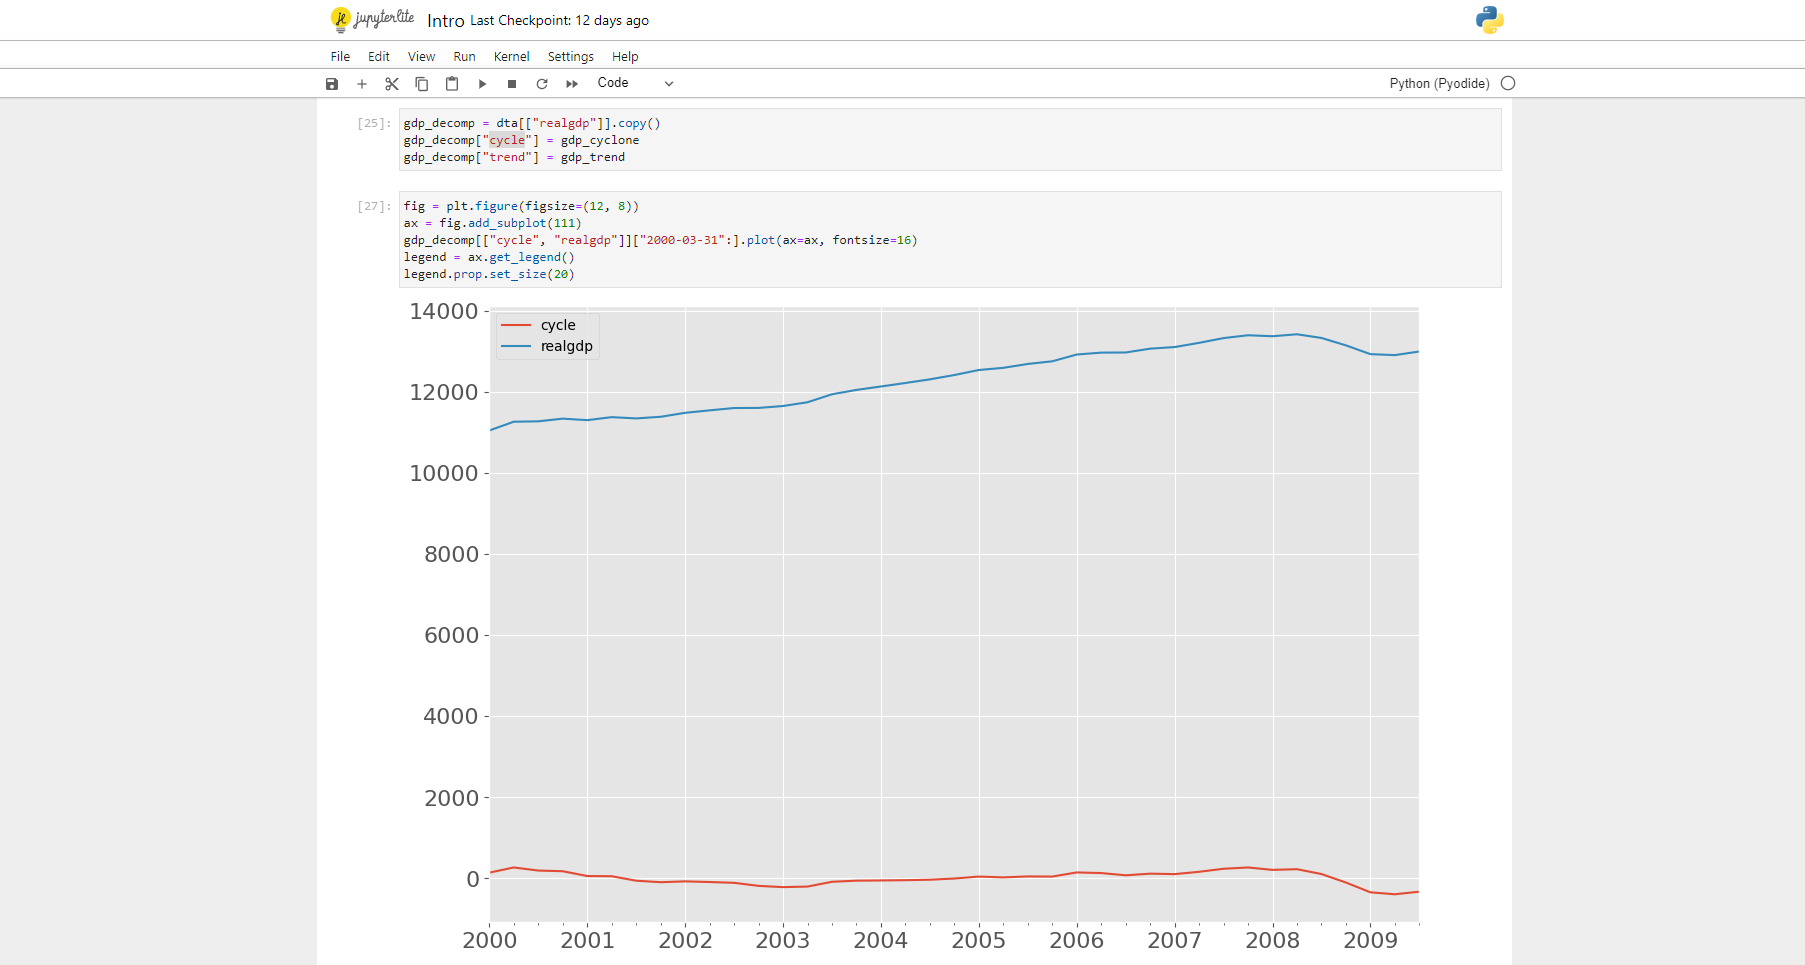 jupyterlite Intro Last Checkpoint: 12 days ago
File Edit View Run Kernel Settings Help
Code Python (Pyodide)
[25]: gdp_decomp = dta[["realgdp"]].copy()
gdp_decomp["cycle"] = gdp_cyclone
gdp_decomp["trend"] = gdp_trend
[27]: fig = plt.figure(figsize=(12, 8))
ax = fig.add_subplot(111)
gdp_decomp[["cycle", "realgdp"]]["2000-03-31":].plot(ax=ax, fontsize=16)
legend = ax.get_legend()
legend.prop.set_size(20)
14000
cycle
realgdp
12000
10000
8000
6000
4000
2000
0
2000 2001 2002 2003 2004 2005 2006 2007 2008 2009